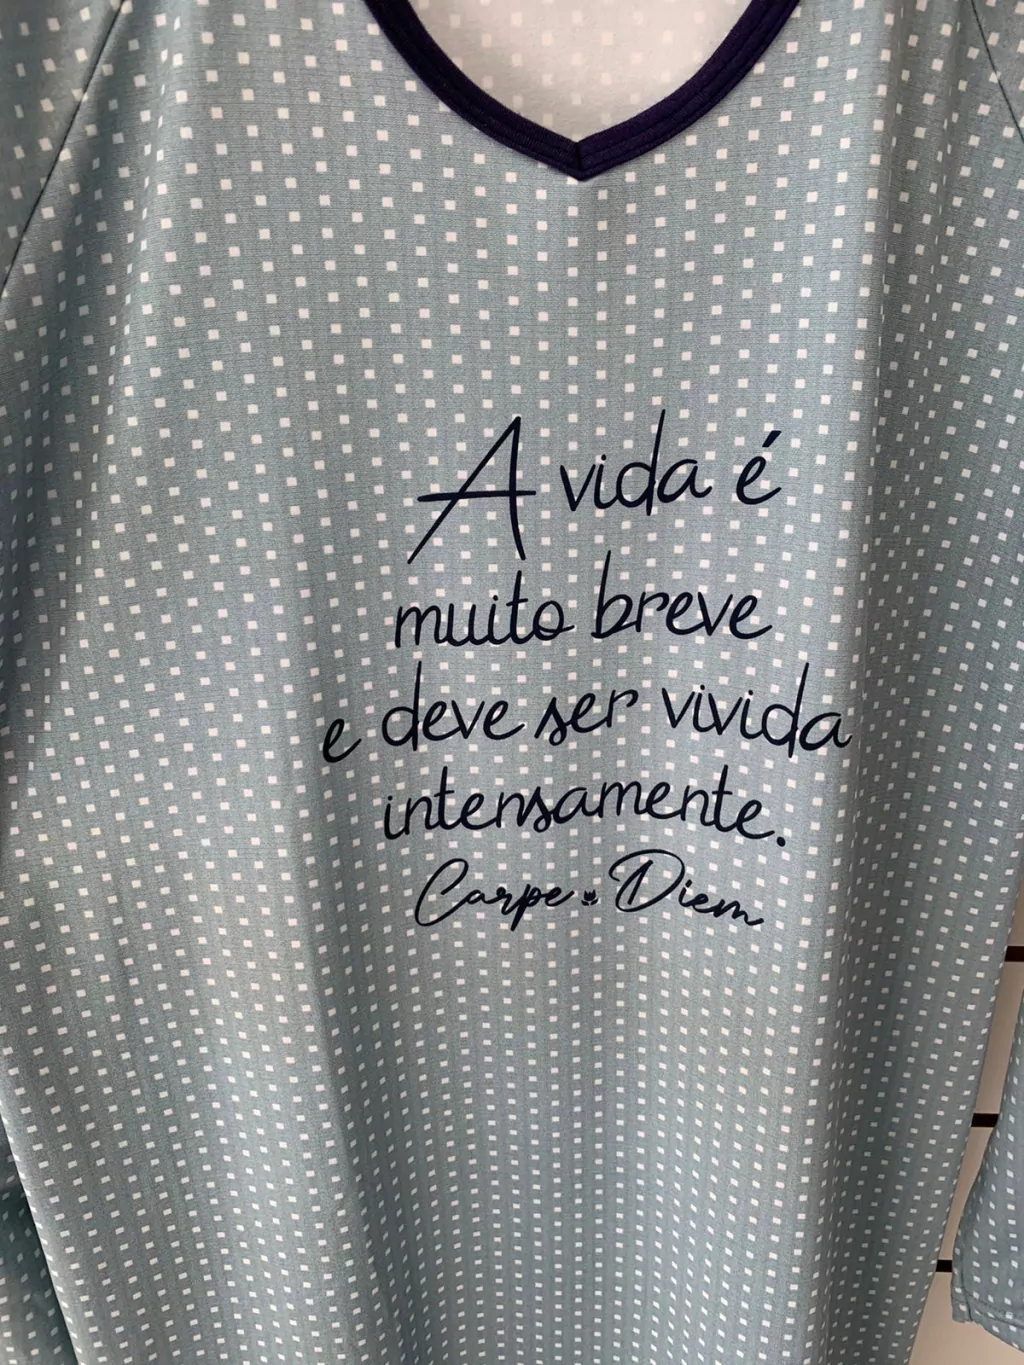 A vida é
muito breve
e deve ser vivida
intensamente.
Carpe Diem